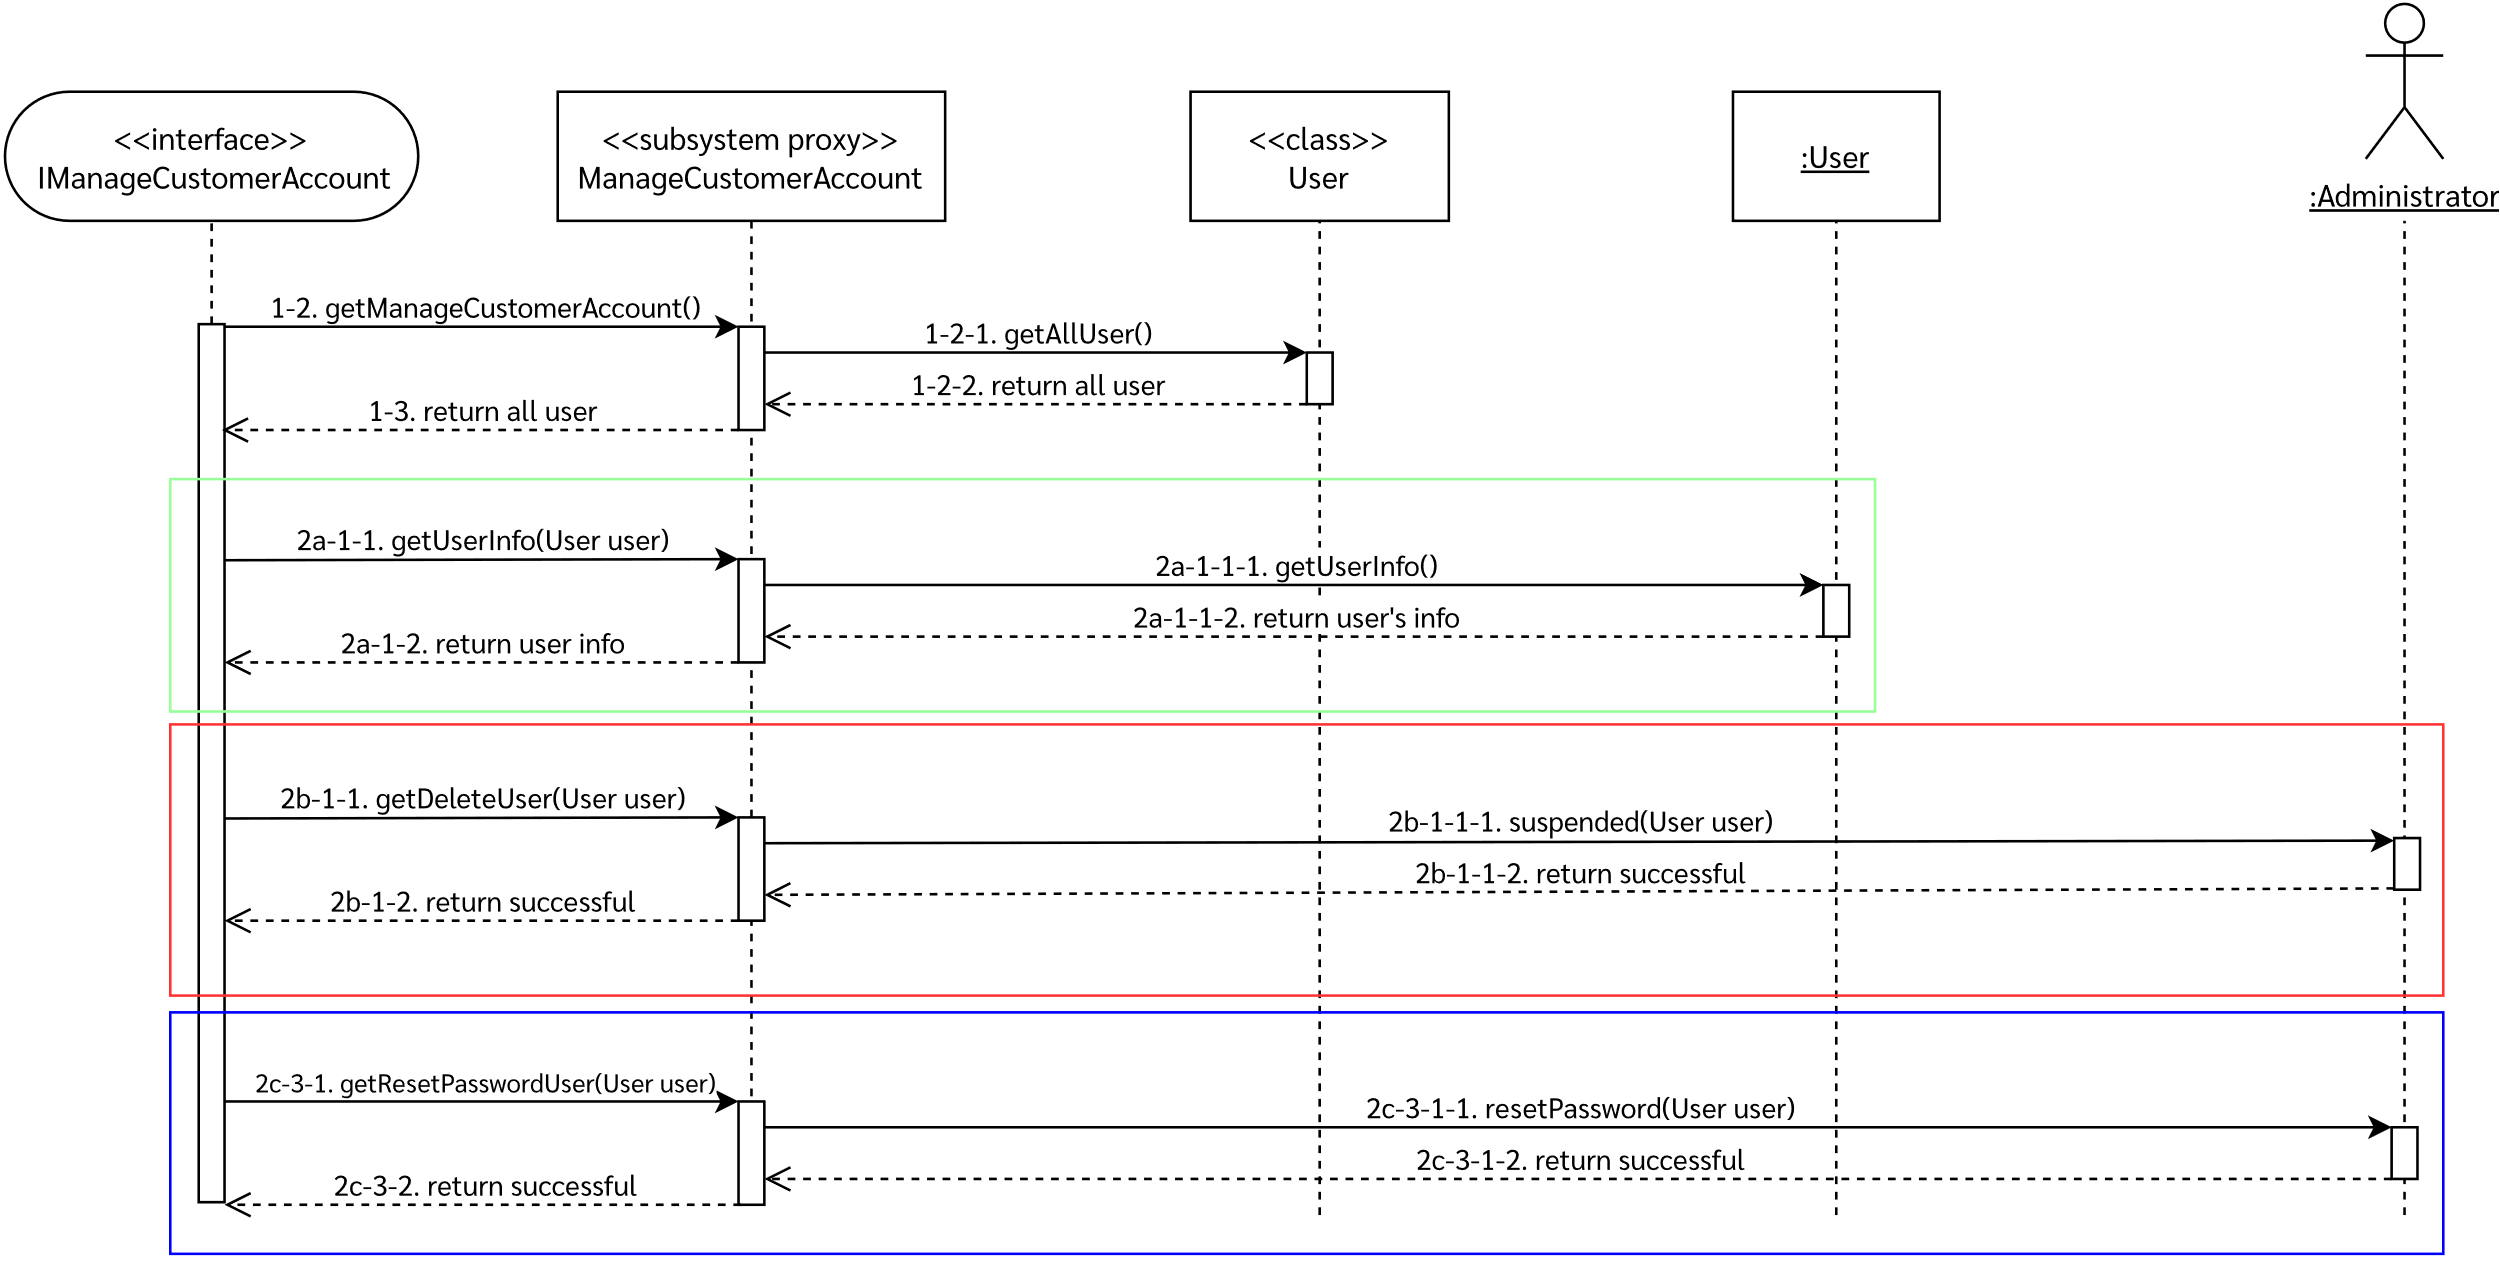 <<interface>>
IManageCustomerAccount
<<subsystem proxy>>
ManageCustomerAccount
<<class>>
User
:User
:Administrator
1-2. getManageCustomerAccount()
1-2-1. getAllUser()
1-2-2. return all user
1-3. return all user
2a-1-1. getUserInfo(User user)
2a-1-1-1. getUserInfo()
2a-1-1-2. return user's info
2a-1-2. return user info
2b-1-1. getDeleteUser(User user)
2b-1-1-1. suspended(User user)
2b-1-1-2. return successful
2b-1-2. return successful
2c-3-1. getResetPasswordUser(User user)
2c-3-1-1. resetPassword(User user)
2c-3-1-2. return successful
2c-3-2. return successful